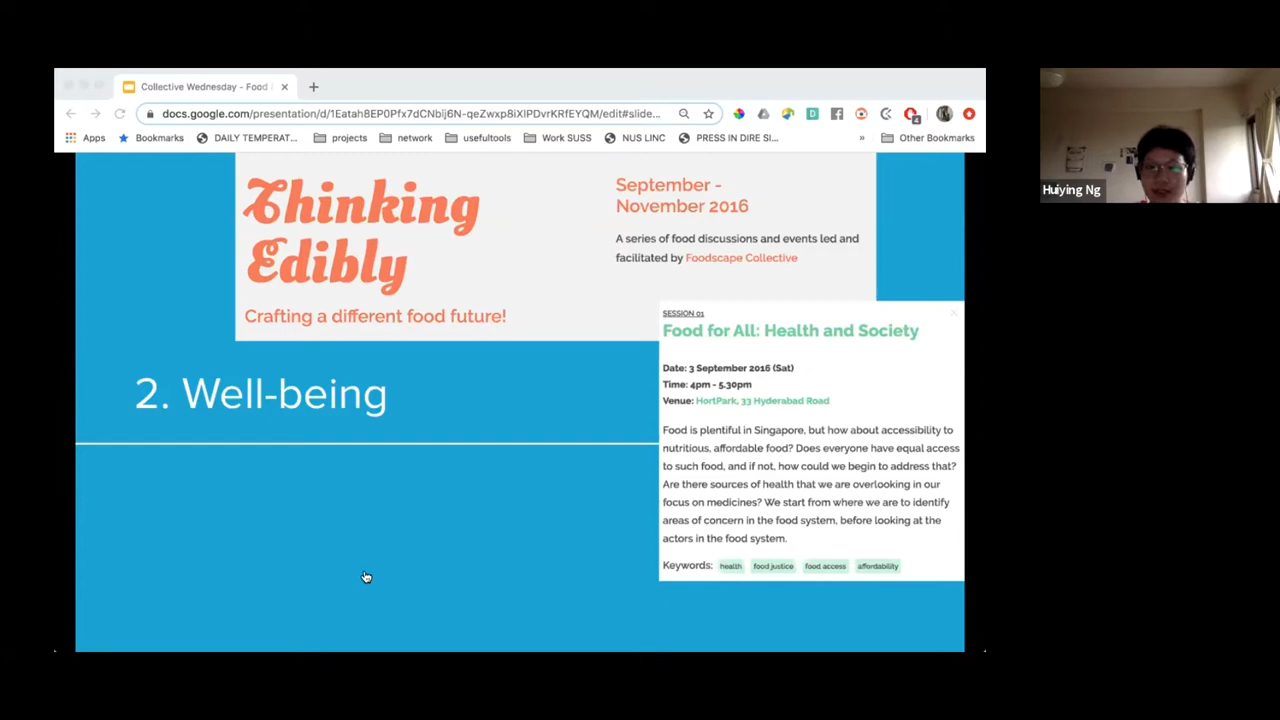 Collective Wednesday - Food
docs.google.com/presentation/d/1Eatah8EP0Pfx7dCNbij6N-qeZwxp8iXlPDvrKRfEYQM/edit#slide...
Apps Bookmarks DAILY TEMPERAT... projects network usefultools Work SUSS NUS LINC PRESS IN DIRE SI... » Other Bookmarks
Thinking
Edibly
Crafting a different food future!
September -
November 2016
A series of food discussions and events led and
facilitated by Foodscape Collective
2. Well-being
SESSION 01
Food for All: Health and Society
Date: 3 September 2016 (Sat)
Time: 4pm - 5.30pm
Venue: HortPark, 33 Hyderabad Road
Food is plentiful in Singapore, but how about accessibility to
nutritious, affordable food? Does everyone have equal access
to such food, and if not, how could we begin to address that?
Are there sources of health that we are overlooking in our
focus on medicines? We start from where we are to identify
areas of concern in the food system, before looking at the
actors in the food system.
Keywords: health food justice food access affordability
Huiying Ng